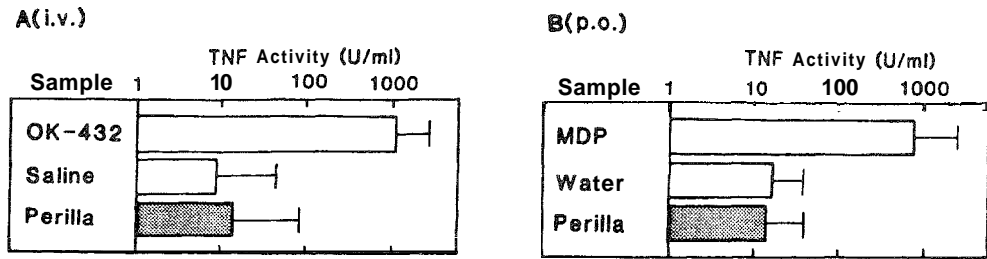 A(i.v.)
TNF Activity (U/ml)
Sample 1 10 100 1000
OK-432
Saline
Perilla
B(p.o.)
TNF Activity (U/ml)
Sample 1 10 100 1000
MDP
Water
Perilla